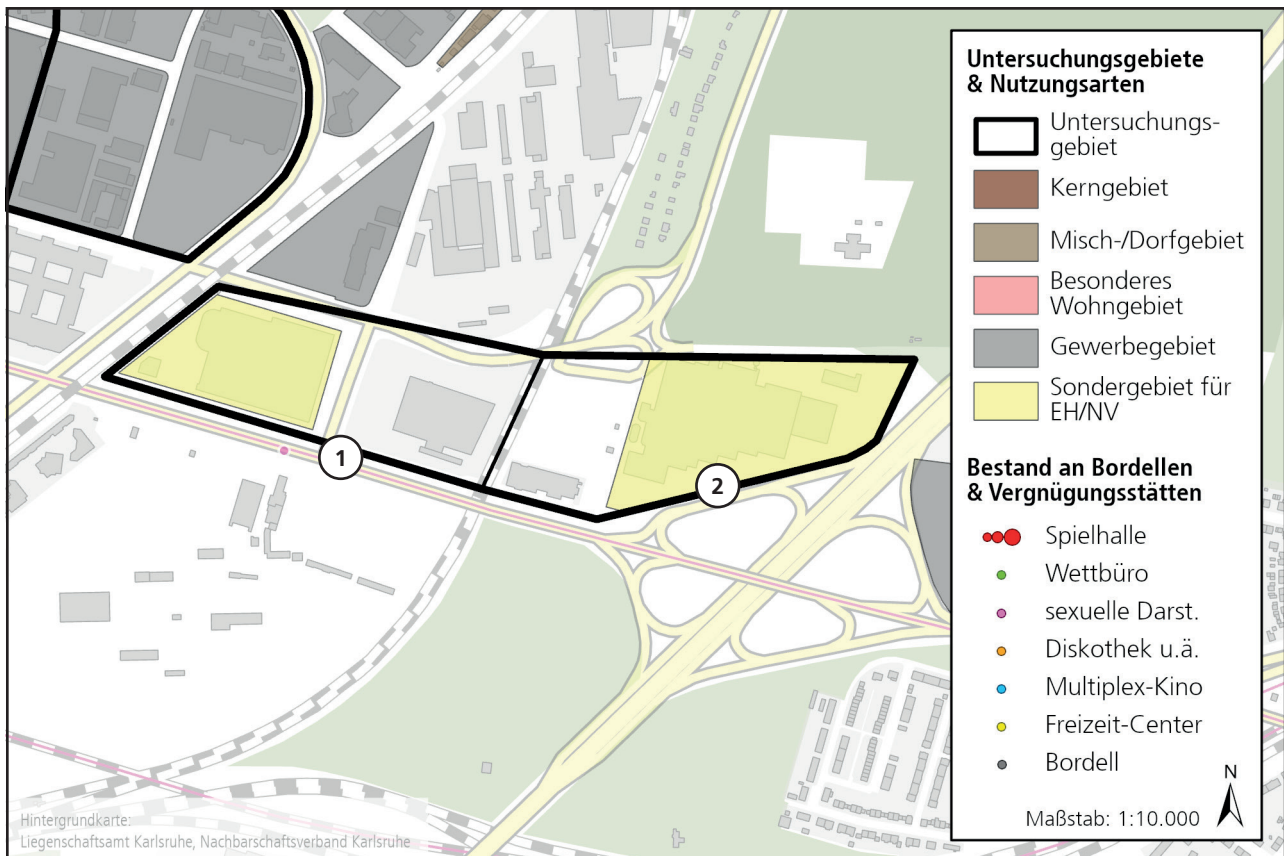 Untersuchungsgebiete
& Nutzungsarten
Untersuchungs-
gebiet
Kerngebiet
Misch-/Dorfgebiet
Besonderes
Wohngebiet
Gewerbegebiet
Sondergebiet für
EH/NV
Bestand an Bordellen
& Vergnügungsstätten
Spielhalle
Wettbüro
sexuelle Darst.
Diskothek u.ä.
Multiplex-Kino
Freizeit-Center
Bordell
N
Maßstab: 1:10.000
1
2
Hintergrundkarte:
Liegenschaftsamt Karlsruhe, Nachbarschaftsverband Karlsruhe